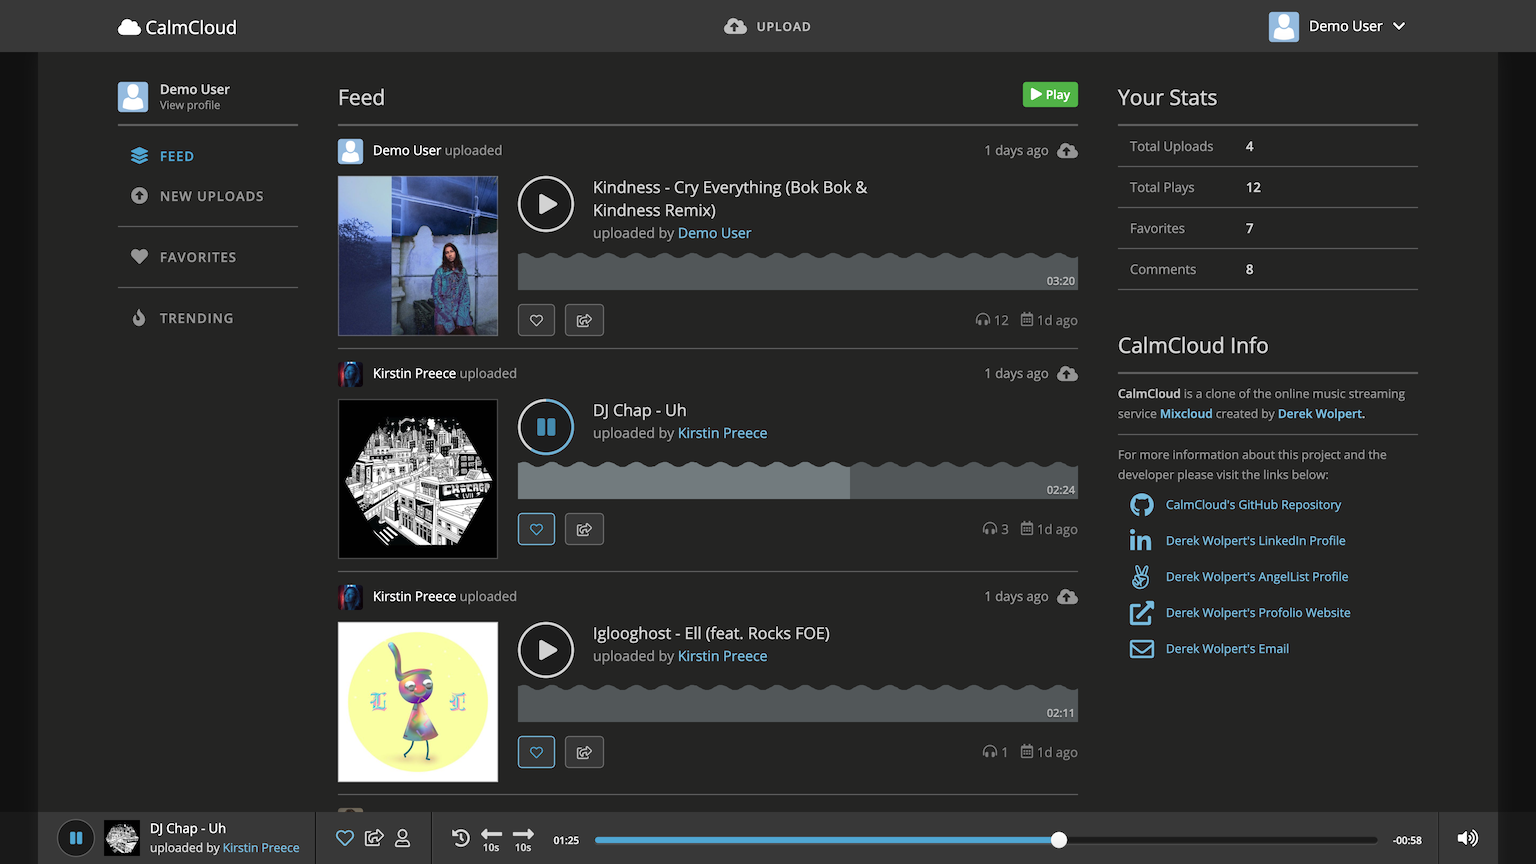 CalmCloud
UPLOAD
Demo User
Demo User
View profile
FEED
NEW UPLOADS
FAVORITES
TRENDING
Feed
Play
Demo User uploaded
1 days ago
Kindness - Cry Everything (Bok Bok &
Kindness Remix)
uploaded by Demo User
03:20
12
1d ago
Kirstin Preece uploaded
1 days ago
CHICAGO
LVII
DJ Chap - Uh
uploaded by Kirstin Preece
02:24
3
1d ago
Kirstin Preece uploaded
1 days ago
L C
Iglooghost - Ell (feat. Rocks FOE)
uploaded by Kirstin Preece
02:11
1
1d ago
Your Stats
Total Uploads 4
Total Plays 12
Favorites 7
Comments 8
CalmCloud Info
CalmCloud is a clone of the online music streaming
service Mixcloud created by Derek Wolpert.
For more information about this project and the
developer please visit the links below:
CalmCloud's GitHub Repository
Derek Wolpert's LinkedIn Profile
Derek Wolpert's AngelList Profile
Derek Wolpert's Profolio Website
Derek Wolpert's Email
DJ Chap - Uh
uploaded by Kirstin Preece
10s
10s
01:25
-00:58